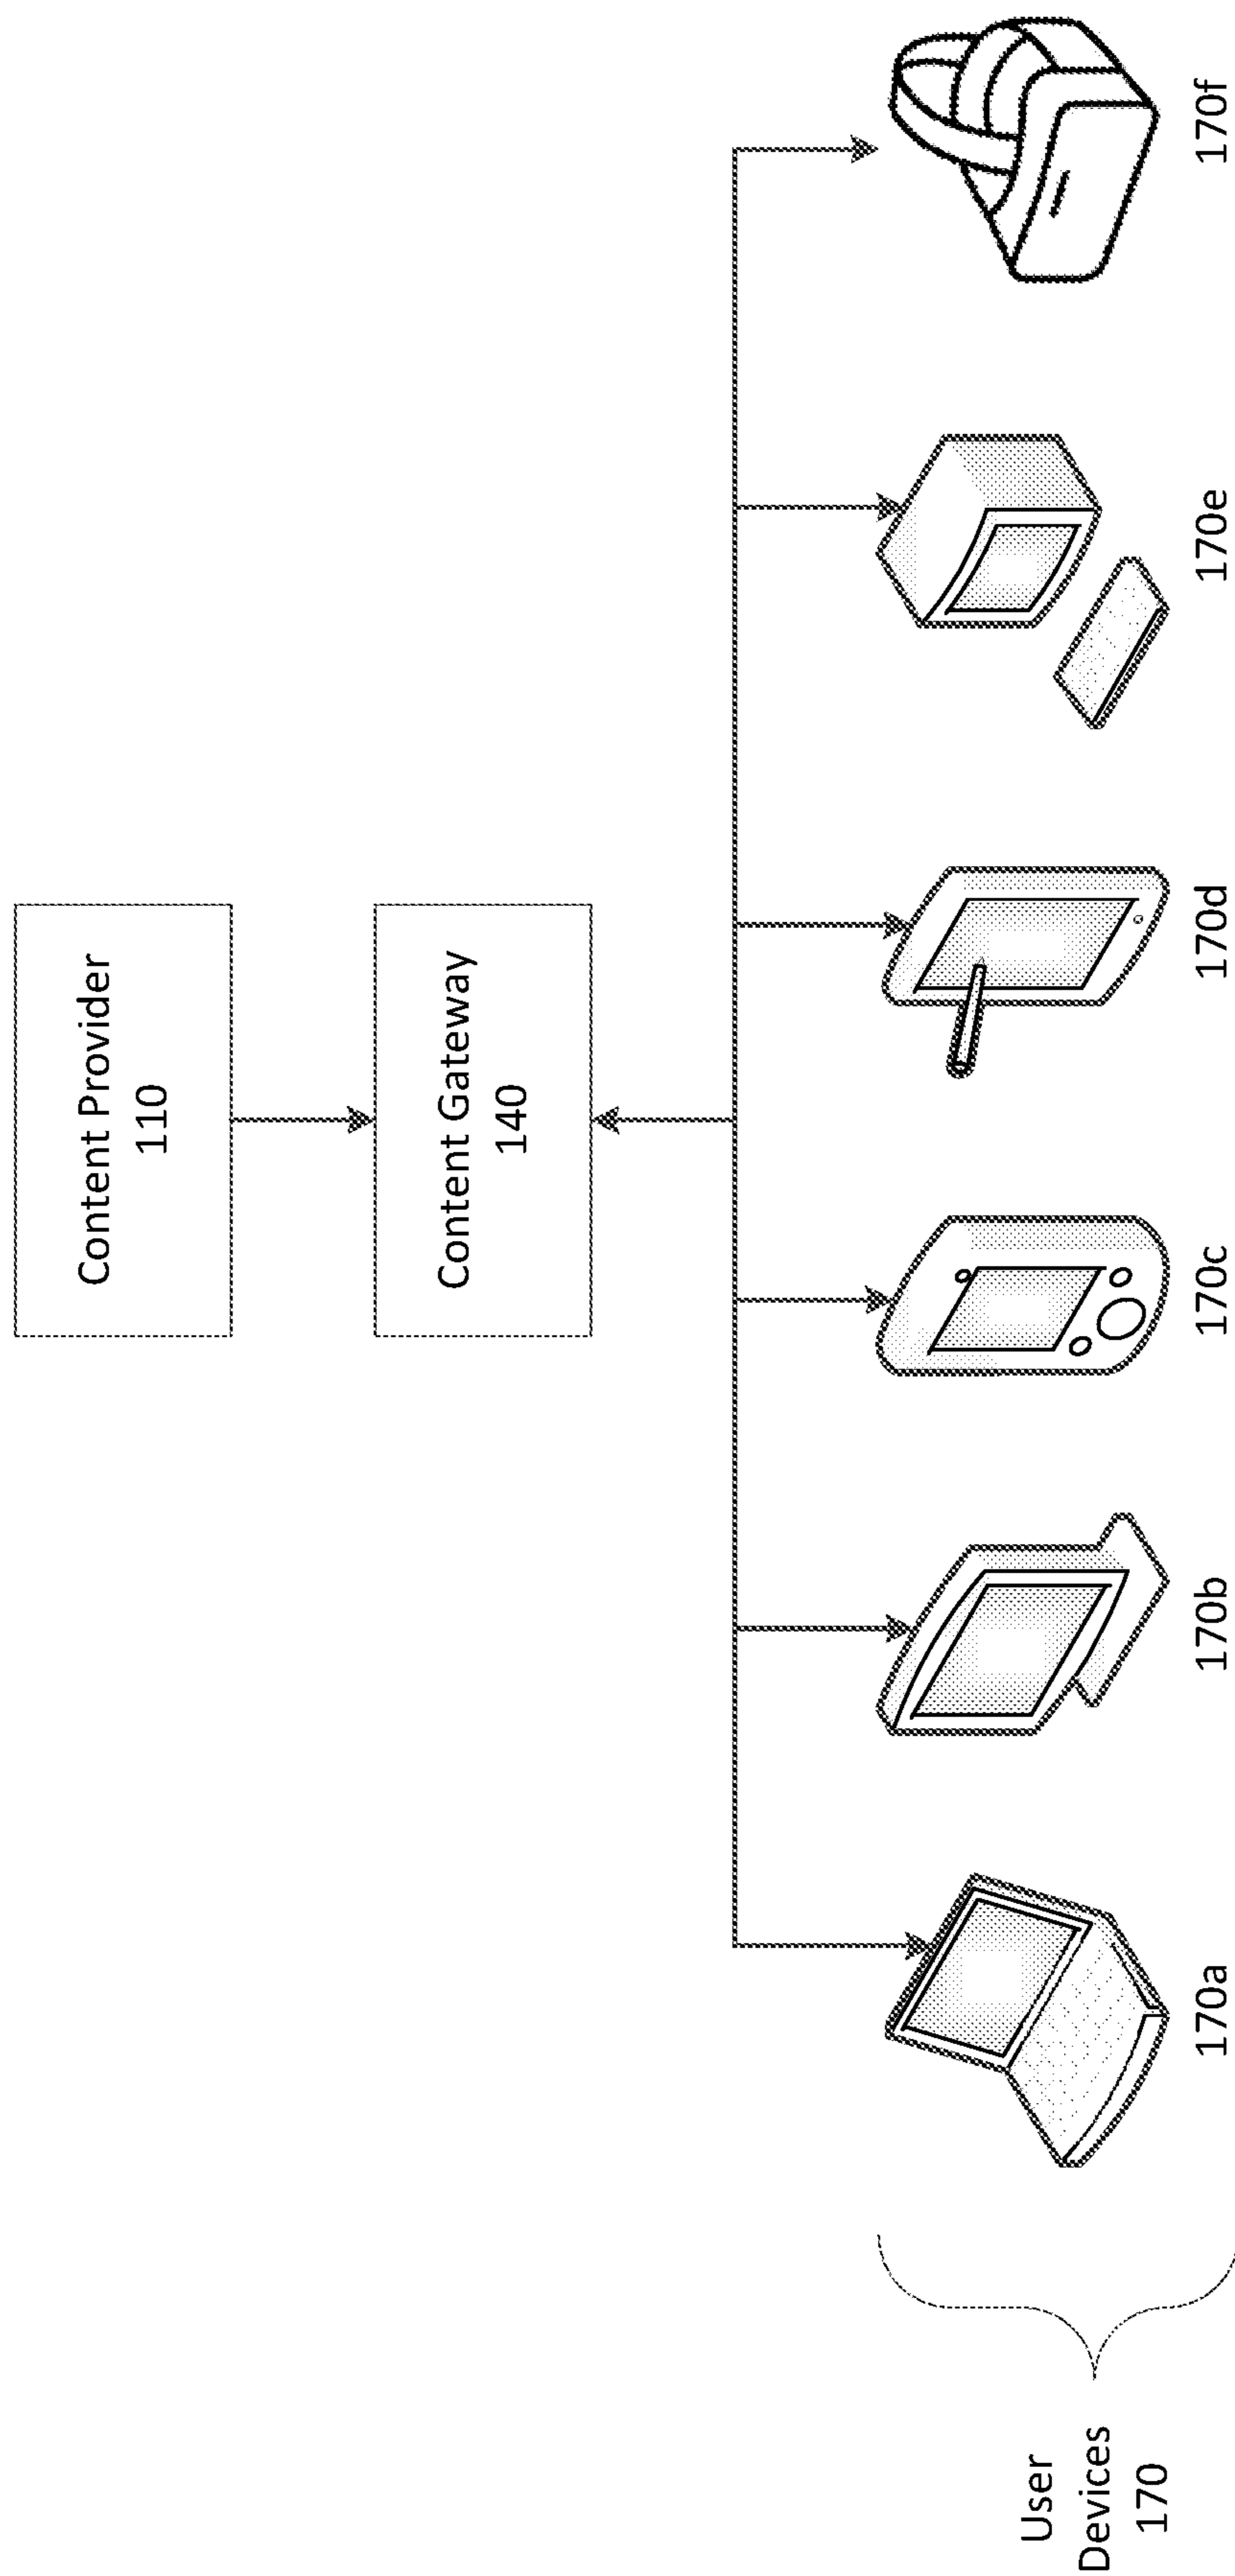 Content Provider
110
Content Gateway
140
User
Devices
170
170a
170b
170c
170d
170e
170f